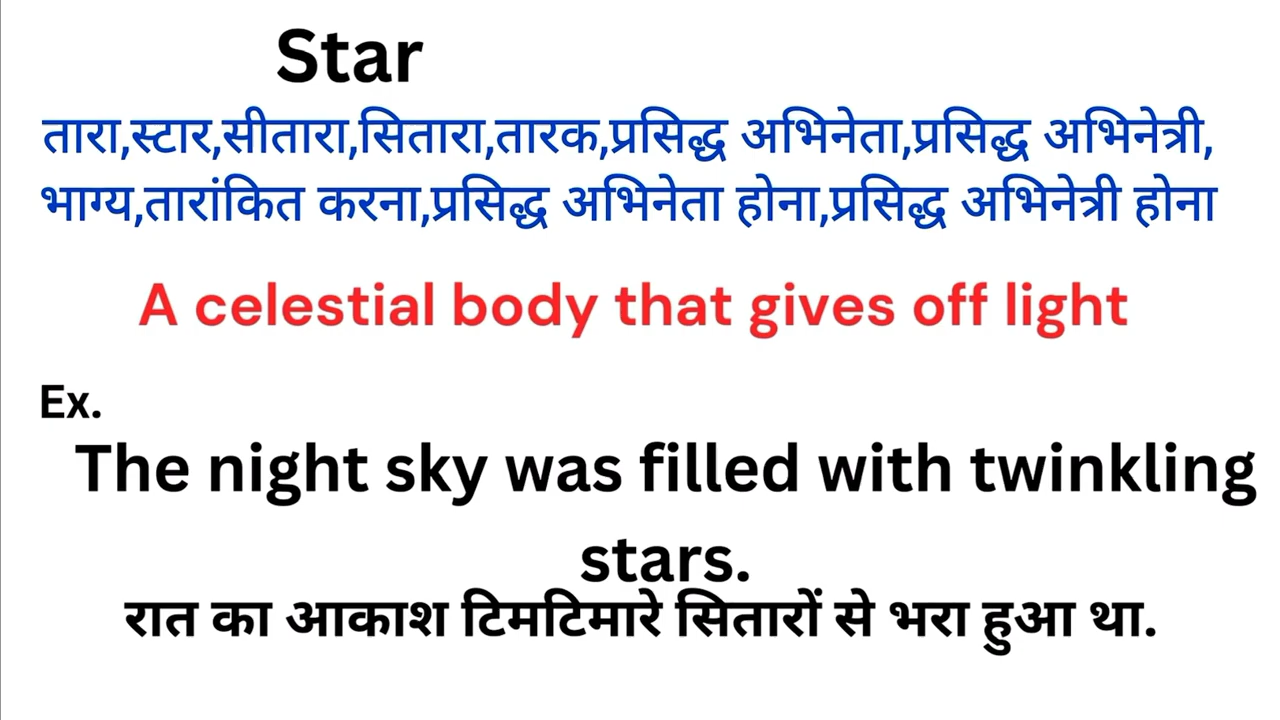 Star
तारा,स्टार,सीतारा,सितारा,तारक,प्रसिद्ध अभिनेता,प्रसिद्ध अभिनेत्री,
भाग्य,तारांकित करना,प्रसिद्ध अभिनेता होना,प्रसिद्ध अभिनेत्री होना
A celestial body that gives off light
Ex.
The night sky was filled with twinkling
stars.
रात का आकाश टिमटिमारे सितारों से भरा हुआ था.